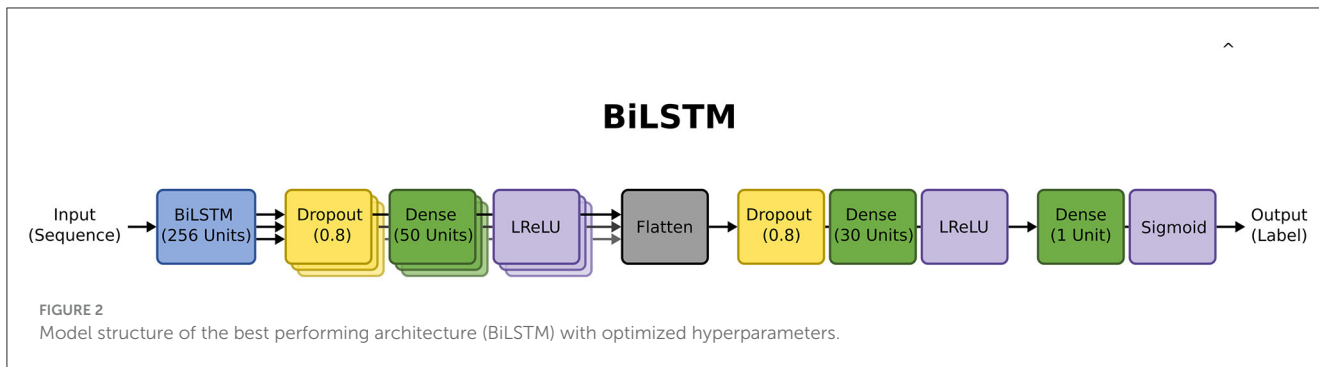 ^
BiLSTM
Input
(Sequence)
BiLSTM
(256 Units)
Dropout
(0.8)
Dense
(50 Units)
LReLU
Flatten
Dropout
(0.8)
Dense
(30 Units)
LReLU
Dense
(1 Unit)
Sigmoid
Output
(Label)
FIGURE 2
Model structure of the best performing architecture (BiLSTM) with optimized hyperparameters.